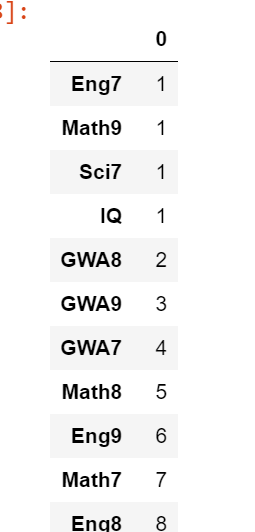 ]:
0
Eng7 1
Math9 1
Sci7 1
IQ 1
GWA8 2
GWA9 3
GWA7 4
Math8 5
Eng9 6
Math7 7
Eng8 8